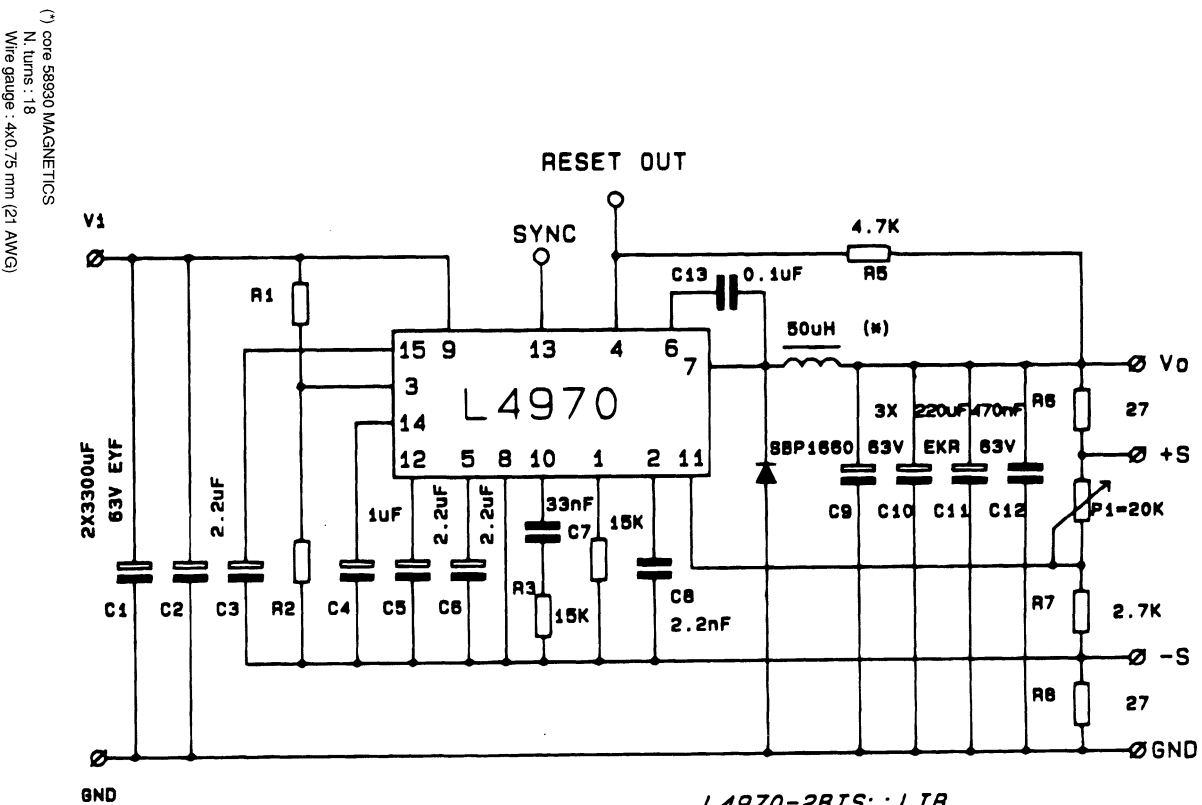 (*) core 58930 MAGNETICS
N. turns : 18
Wire gauge : 4x0.75 mm (21 AWG)
RESET OUT
Vi
SYNC
4.7K
C13
0.1uF
R5
R1
50uH
(*)
15
9
13
4
6
7
Vo
3
L4970
3X
220uF
470nF
R6
27
14
2X3300uF
63V EYF
12
5
8
10
1
2
11
SBP1660
63V
EKR
63V
+S
2.2uF
1uF
2.2uF
2.2uF
33nF
C7
15K
C9
C10
C11
C12
P1=20K
C1
C2
C3
R2
C4
C5
C6
R3
15K
C8
2.2nF
R7
2.7K
-S
R8
27
GND
GND
L4970-2BIS::LIB